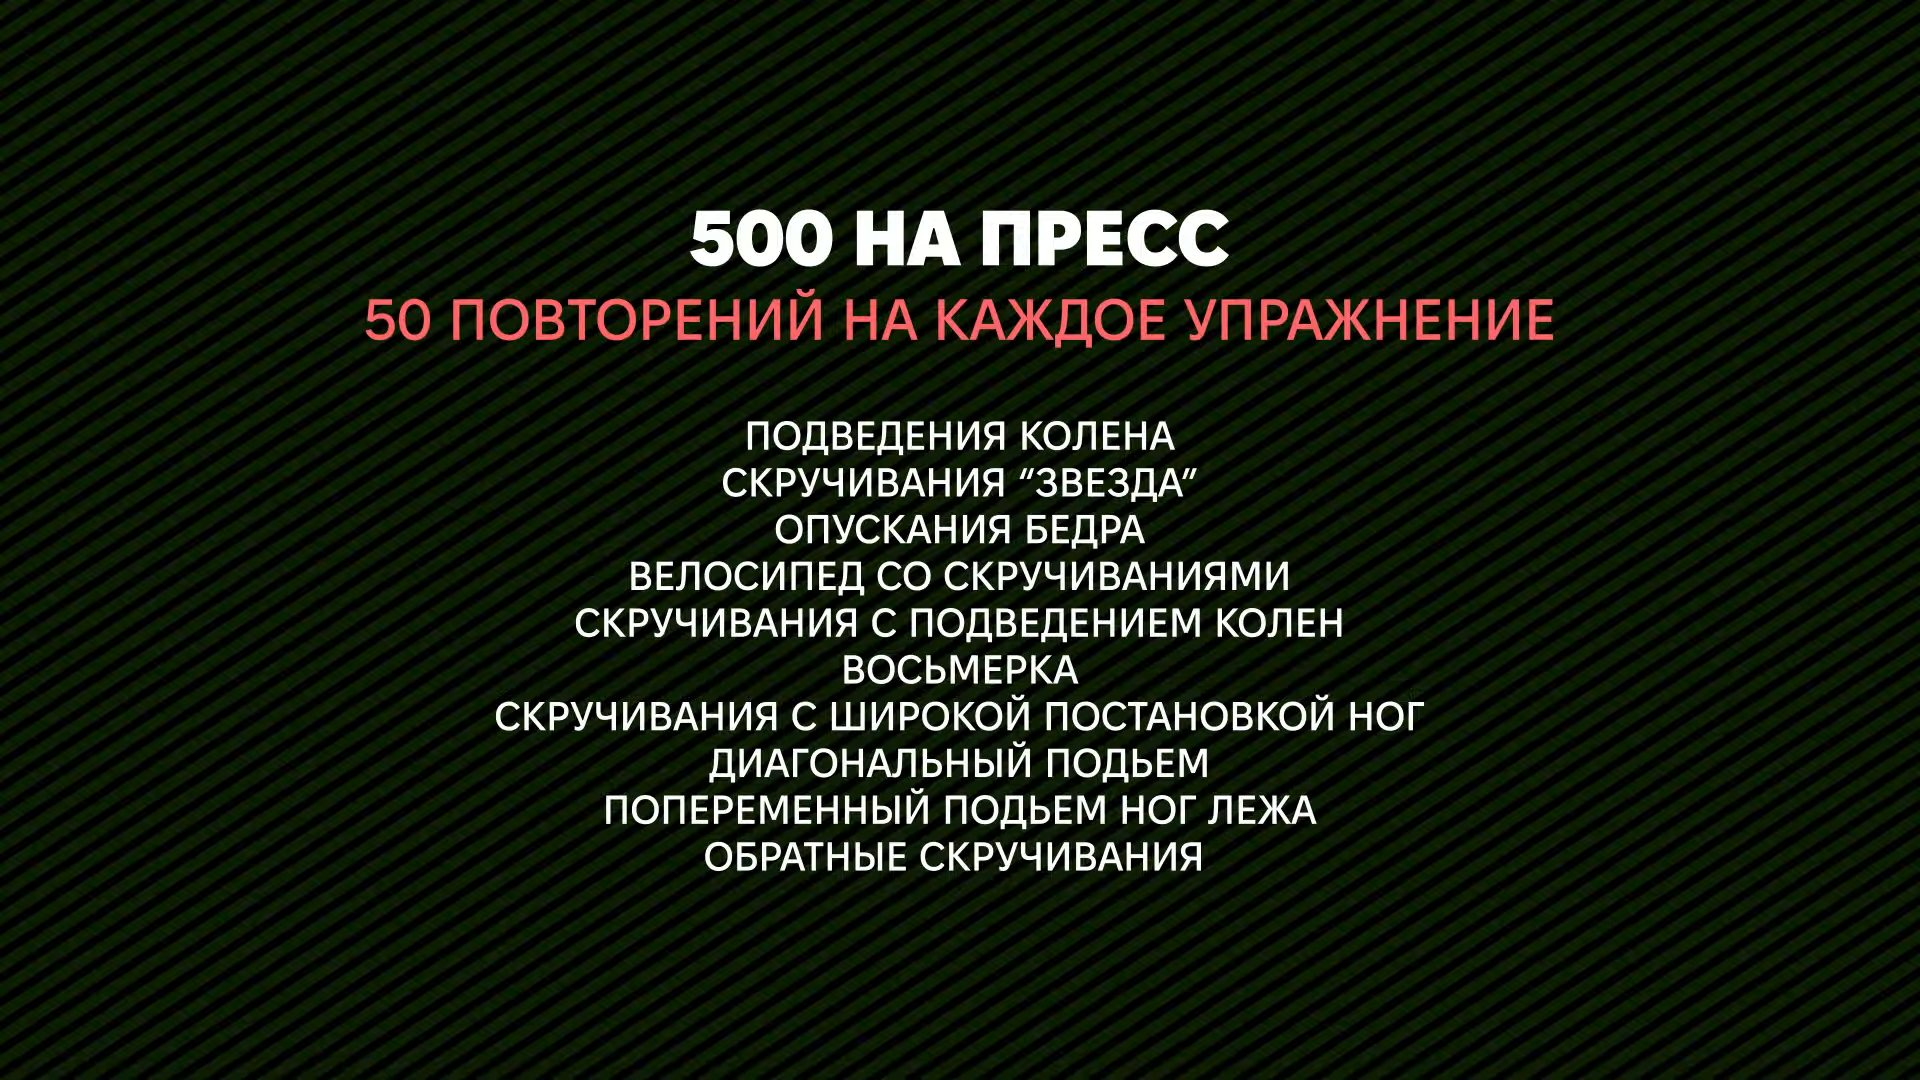 500 НА ПРЕСС
50 ПОВТОРЕНИЙ НА КАЖДОЕ УПРАЖНЕНИЕ
ПОДВЕДЕНИЯ КОЛЕНА
СКРУЧИВАНИЯ “ЗВЕЗДА”
ОПУСКАНИЯ БЕДРА
ВЕЛОСИПЕД СО СКРУЧИВАНИЯМИ
СКРУЧИВАНИЯ С ПОДВЕДЕНИЕМ КОЛЕН
ВОСЬМЕРКА
СКРУЧИВАНИЯ С ШИРОКОЙ ПОСТАНОВКОЙ НОГ
ДИАГОНАЛЬНЫЙ ПОДЬЕМ
ПОПЕРЕМЕННЫЙ ПОДЬЕМ НОГ ЛЕЖА
ОБРАТНЫЕ СКРУЧИВАНИЯ